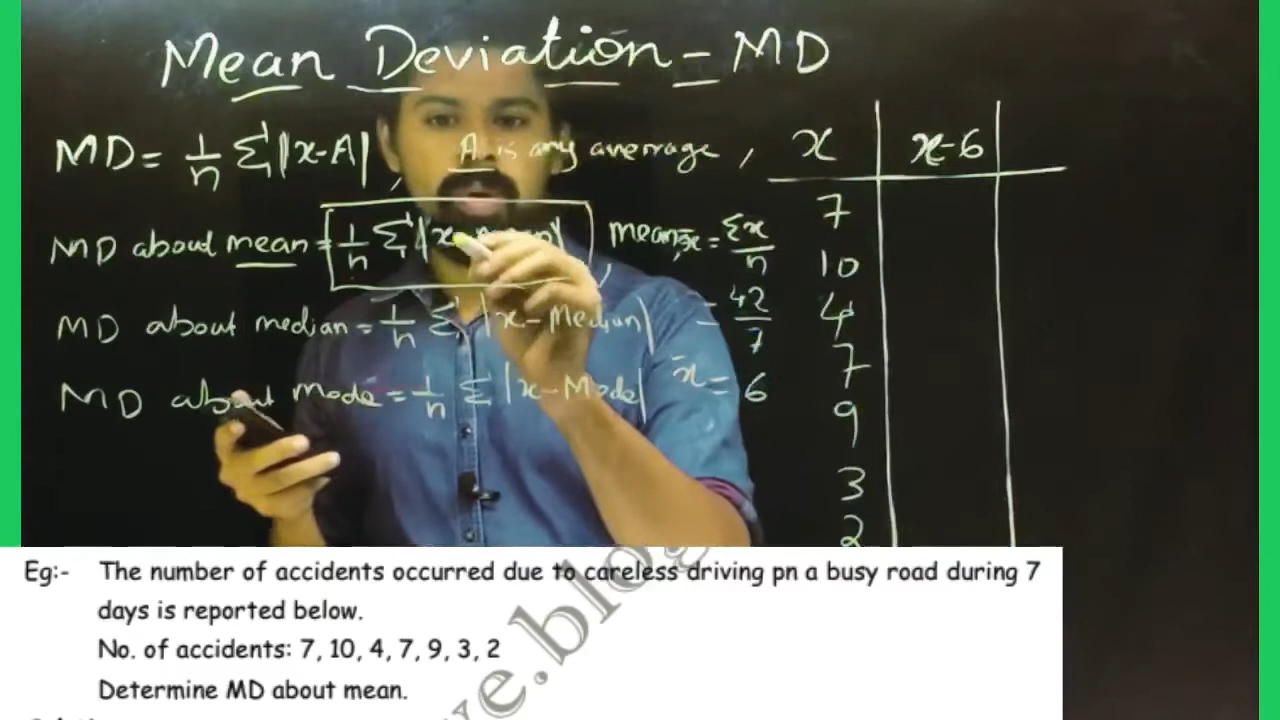 Mean Deviation - MD
MD = 1/n Σ|x-A|, A is any average,
MD about mean = 1/n Σ|x-Mean|, mean, x̄ = Σx/n
MD about median = 1/n Σ |x-Median| = 42/7
MD about Mode = 1/n Σ |x-Mode| x̄ = 6
x x-6
7
10
4
7
9
3
2
Eg:- The number of accidents occurred due to careless driving pn a busy road during 7
days is reported below.
No. of accidents: 7, 10, 4, 7, 9, 3, 2
Determine MD about mean.